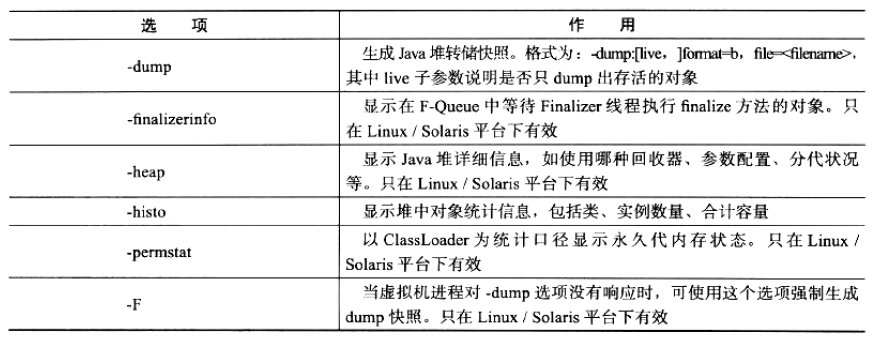 选 项 作 用
-dump 生成 Java 堆转储快照。格式为：-dump:[live, ]format=b, file=<filename>,
其中 live 子参数说明是否只 dump 出存活的对象
-finalizerinfo 显示在 F-Queue 中等待 Finalizer 线程执行 finalize 方法的对象。只
在 Linux / Solaris 平台下有效
-heap 显示 Java 堆详细信息，如使用哪种回收器、参数配置、分代状况
等。只在 Linux / Solaris 平台下有效
-histo 显示堆中对象统计信息，包括类、实例数量、合计容量
-permstat 以 ClassLoader 为统计口径显示永久代内存状态。只在 Linux /
Solaris 平台下有效
-F 当虚拟机进程对 -dump 选项没有响应时，可使用这个选项强制生成
dump 快照。只在 Linux / Solaris 平台下有效